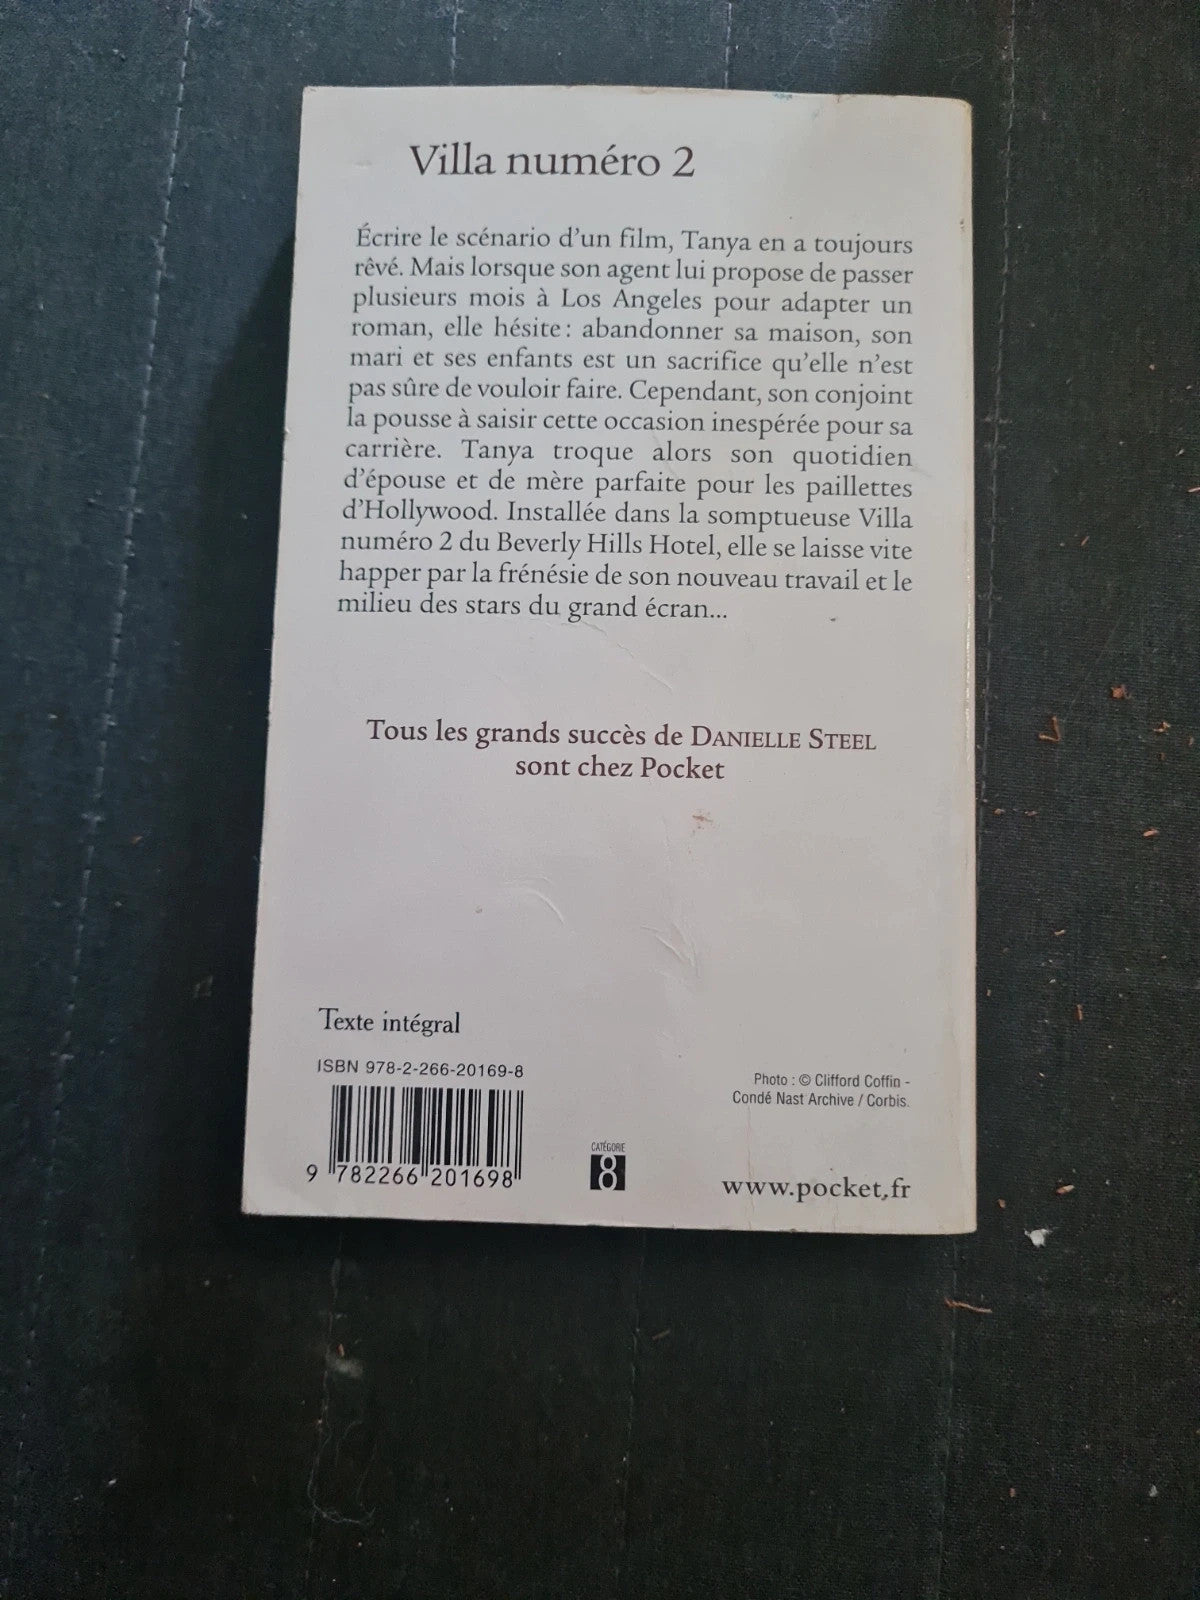 Villa numéro 2
Écrire le scénario d'un film, Tanya en a toujours
rêvé. Mais lorsque son agent lui propose de passer
plusieurs mois à Los Angeles pour adapter un
roman, elle hésite : abandonner sa maison, son
mari et ses enfants est un sacrifice qu'elle n'est
pas sûre de vouloir faire. Cependant, son conjoint
la pousse à saisir cette occasion inespérée pour sa
carrière. Tanya troque alors son quotidien
d'épouse et de mère parfaite pour les paillettes
d'Hollywood. Installée dans la somptueuse Villa
numéro 2 du Beverly Hills Hotel, elle se laisse vite
happer par la frénésie de son nouveau travail et le
milieu des stars du grand écran...
Tous les grands succès de DANIELLE STEEL
sont chez Pocket
Texte intégral
ISBN 978-2-266-20169-8
9 782266 201698
CATÉGORIE
8
Photo : © Clifford Coffin -
Condé Nast Archive / Corbis.
www.pocket.fr